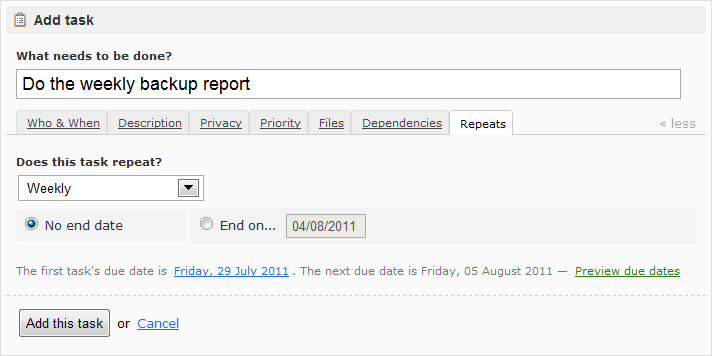 Add task
What needs to be done?
Do the weekly backup report
Who & When Description Privacy Priority Files Dependencies Repeats « less
Does this task repeat?
Weekly
No end date End on... 04/08/2011
The first task's due date is Friday, 29 July 2011 . The next due date is Friday, 05 August 2011 — Preview due dates
Add this task or Cancel